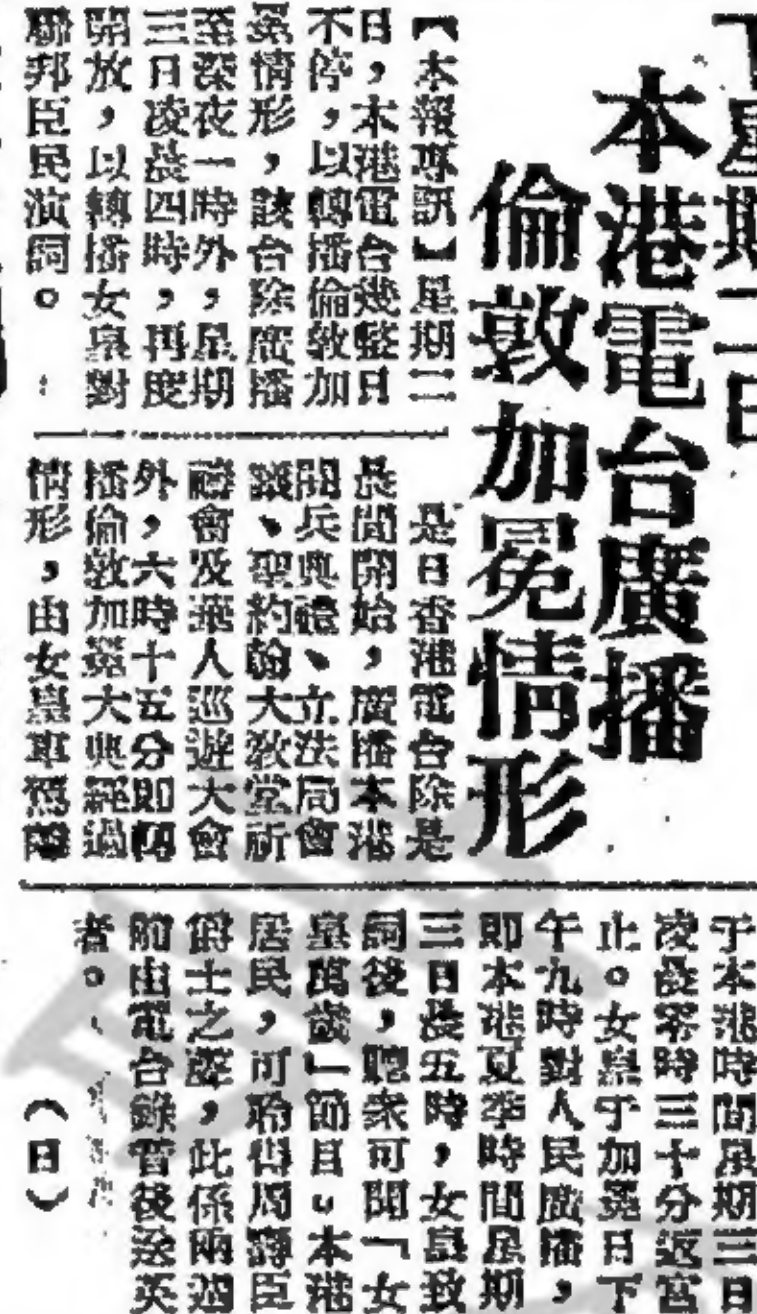 下星期二日
本港電台廣播
倫敦加冕情形
【本報專訊】星期二
日，本港電台幾整日
不停，以轉播倫敦加
冕情形，該台除廣播
至深夜一時外，星期
三日凌晨四時，再度
開放，以轉播女皇對
聯邦臣民演詞。
是日香港電台除是
晨間開始，廣播本港
閱兵典禮、立法局會
議、聖約翰大教堂祈
禱會及華人巡遊大會
外，六時十五分即轉
播倫敦加冕大典經過
情形，由女皇車駕離
于本港時間星期三日
凌晨零時三十分返宮
止。女皇于加冕日下
午九時對人民廣播，
即本港夏季時間星期
三日晨五時，女皇致
詞後，聽衆可聞「女
皇萬歲」節目。本港
居民，可聆得周靜臣
爵士之聲，此係兩週
前由電台錄音後送英
者。
（日）